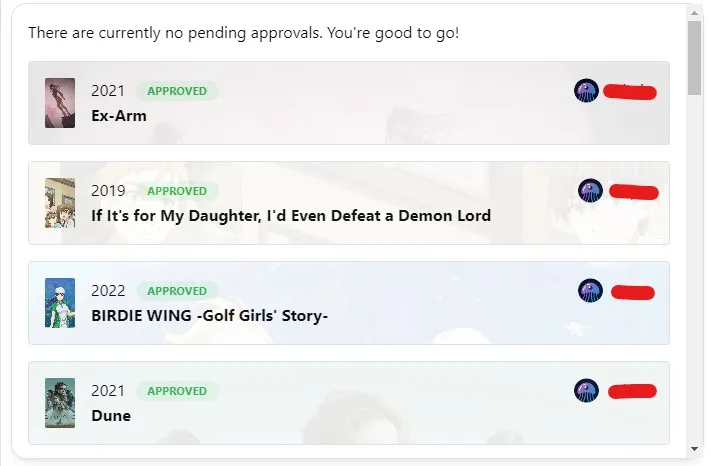 There are currently no pending approvals. You're good to go!
2021 APPROVED
Ex-Arm
2019 APPROVED
If It's for My Daughter, I'd Even Defeat a Demon Lord
2022 APPROVED
BIRDIE WING -Golf Girls' Story-
2021 APPROVED
Dune